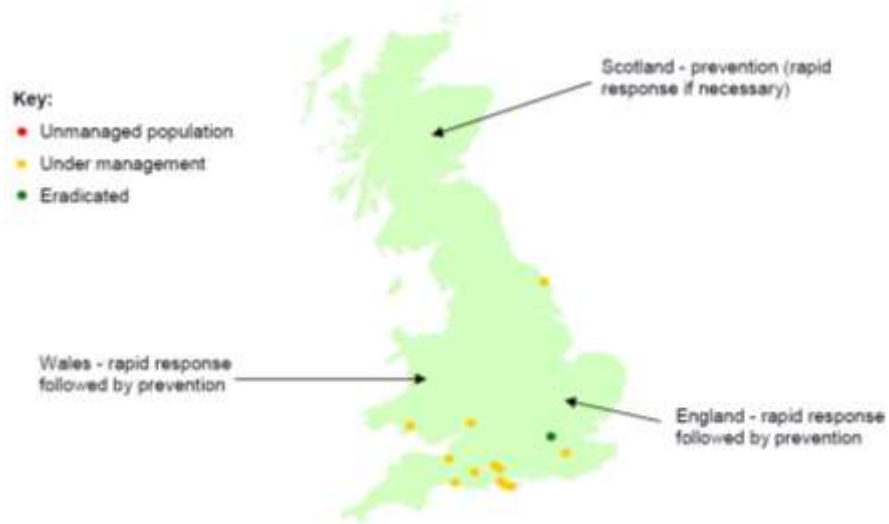 Scotland - prevention (rapid
response if necessary)
Key:
Unmanaged population
Under management
Eradicated
Wales - rapid response
followed by prevention
England - rapid response
followed by prevention